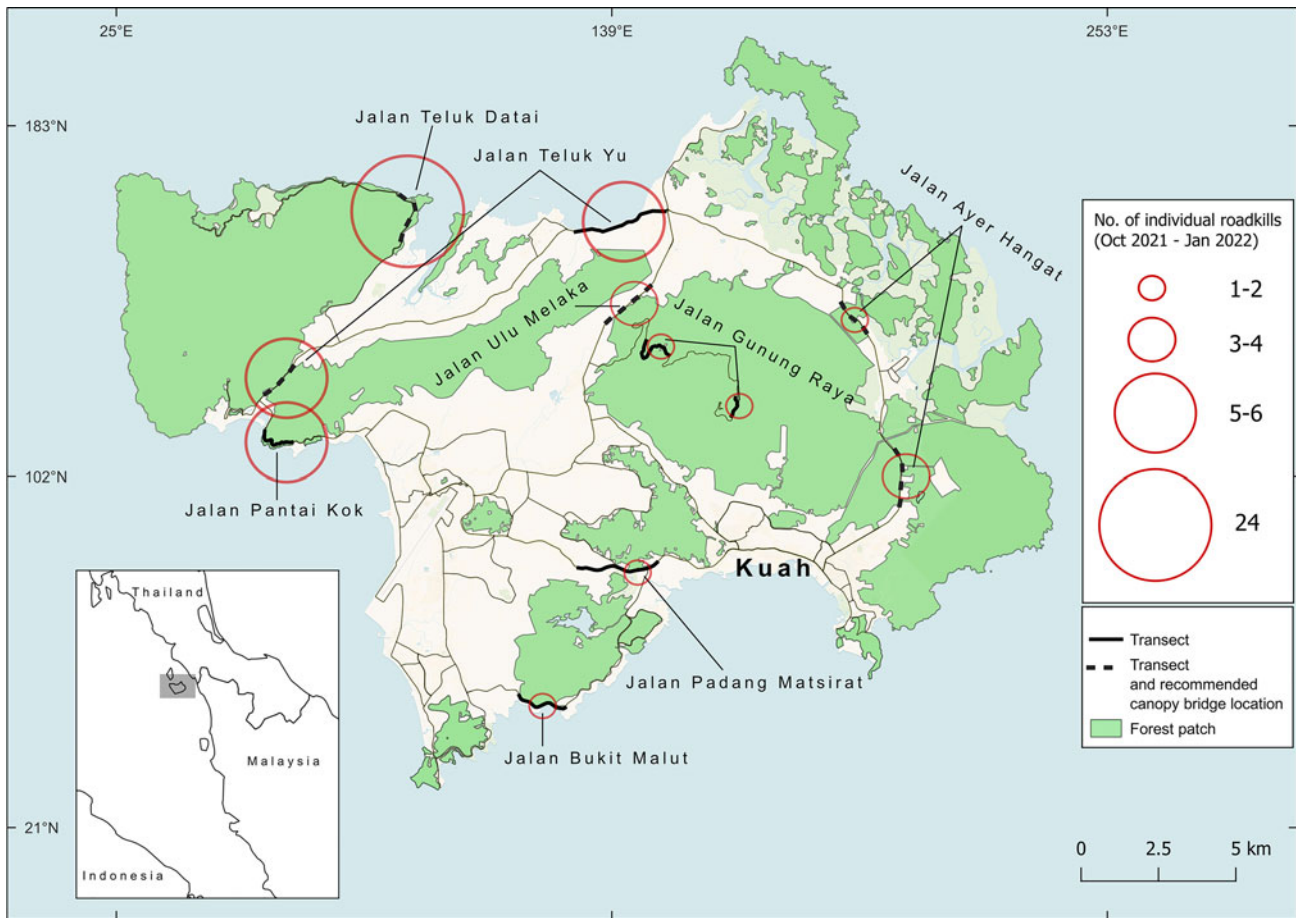 25°E
139°E
253°E
183°N
102°N
21°N
Jalan Teluk Datai
Jalan Teluk Yu
Jalan Ayer Hangat
Jalan Ulu Melaka
Jalan Gunung Raya
Jalan Pantai Kok
Kuah
Jalan Padang Matsirat
Jalan Bukit Malut
No. of individual roadkills
(Oct 2021 - Jan 2022)
1-2
3-4
5-6
24
Transect
Transect
and recommended
canopy bridge location
Forest patch
Thailand
Malaysia
Indonesia
0 2.5 5 km